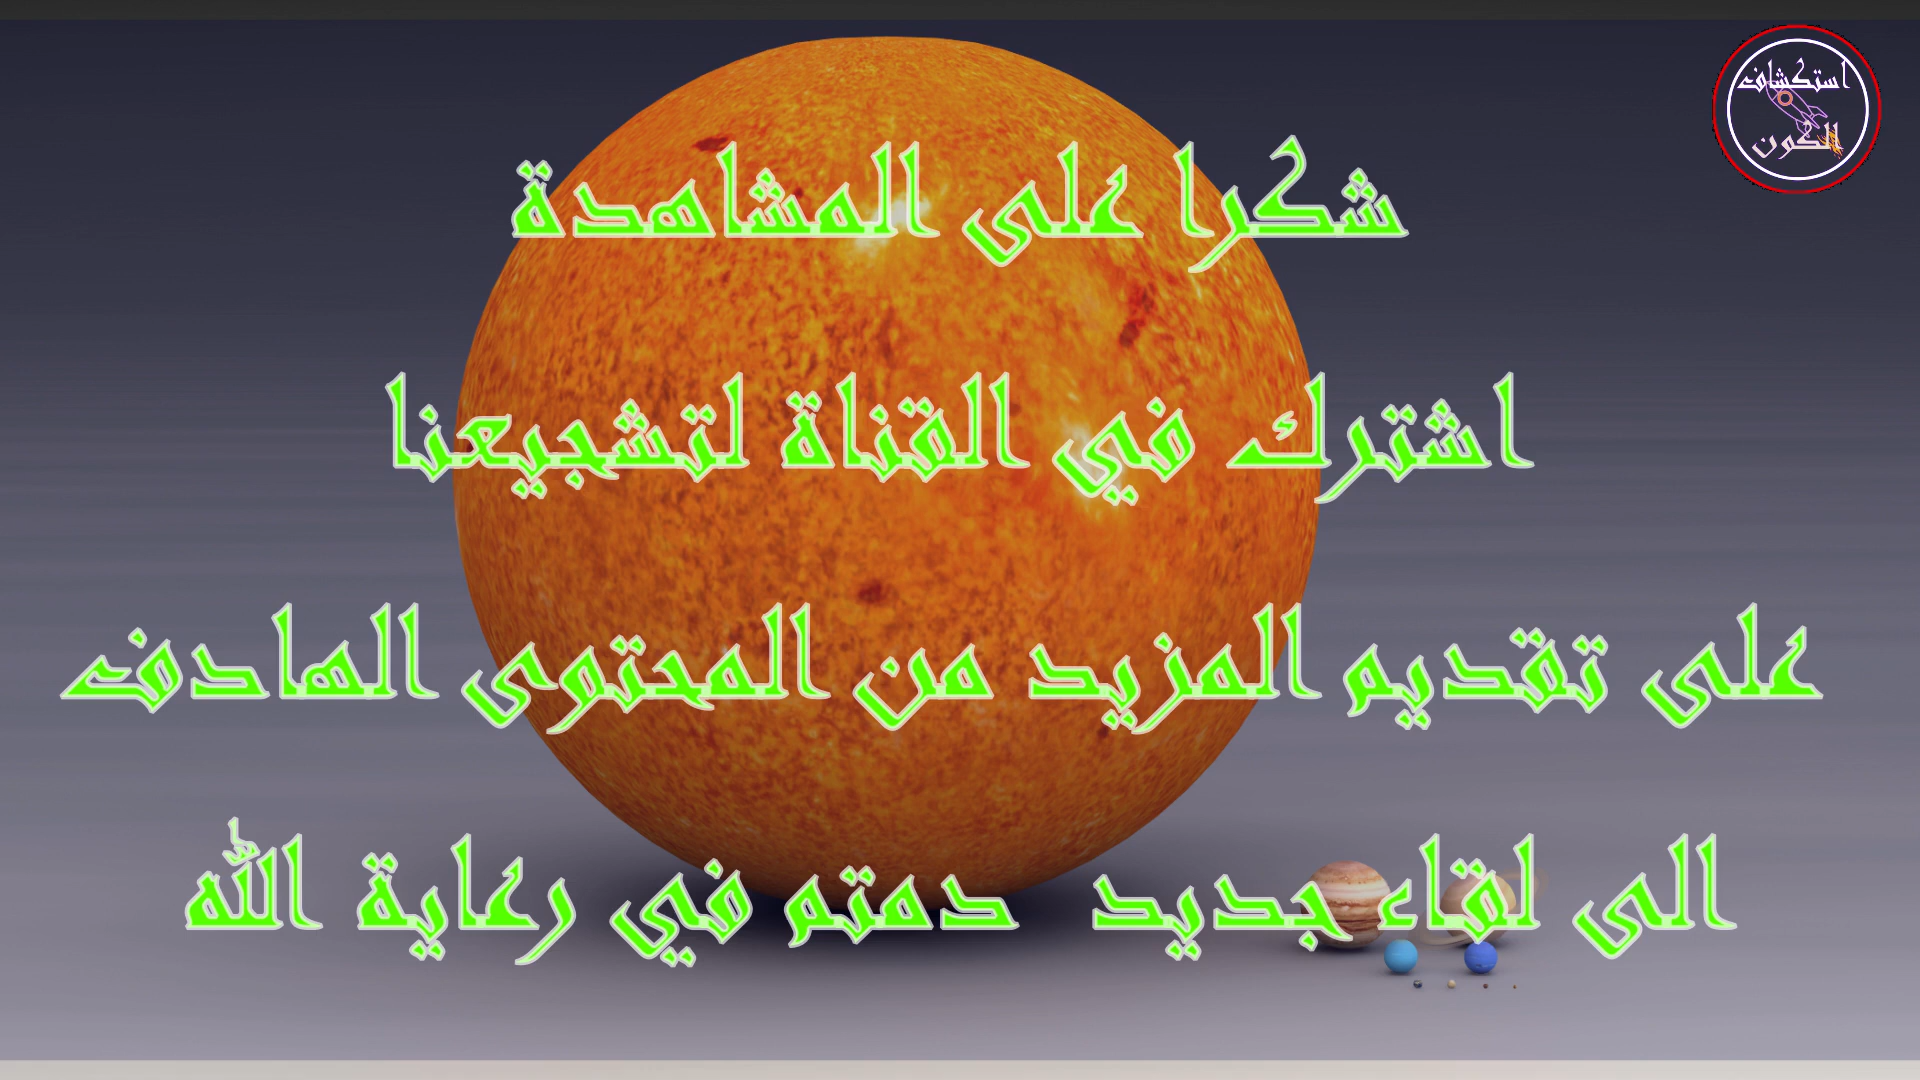 استكشاف
الكون
شكرا على المشاهدة
اشترك في القناة لتشجيعنا
على تقديم المزيد من المحتوى الهادف
الى لقاء جديد دمتم في رعاية الله